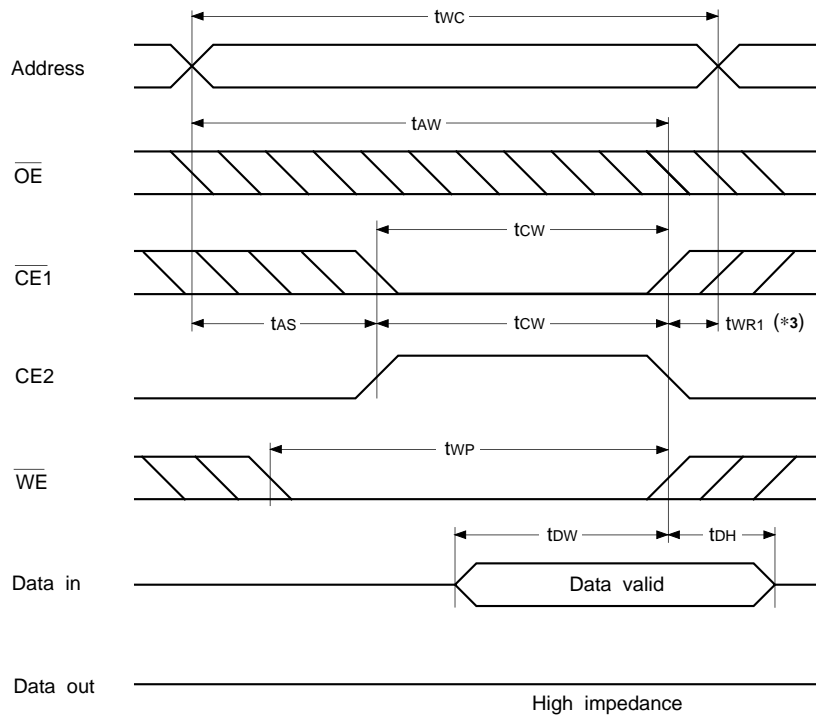 tWC
Address
tAW
OE
tCW
CE1
tAS tCW tWR1 (*3)
CE2
tWP
WE
tDW tDH
Data in Data valid
Data out
High impedance